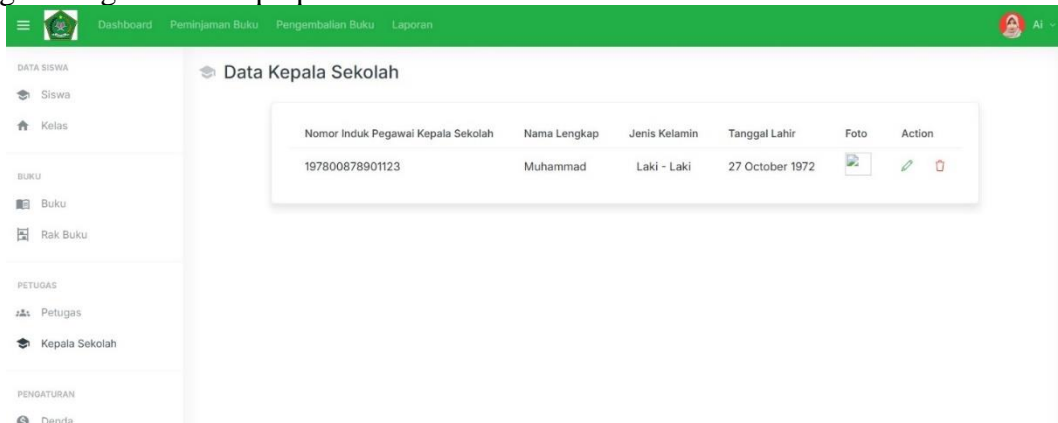 Dashboard Peminjaman Buku Pengembalian Buku Laporan Ai
DATA SISWA
Siswa
Kelas
BUKU
Buku
Rak Buku
PETUGAS
Petugas
Kepala Sekolah
PENGATURAN
Denda
Data Kepala Sekolah
Nomor Induk Pegawai Kepala Sekolah Nama Lengkap Jenis Kelamin Tanggal Lahir Foto Action
197800878901123 Muhammad Laki - Laki 27 October 1972